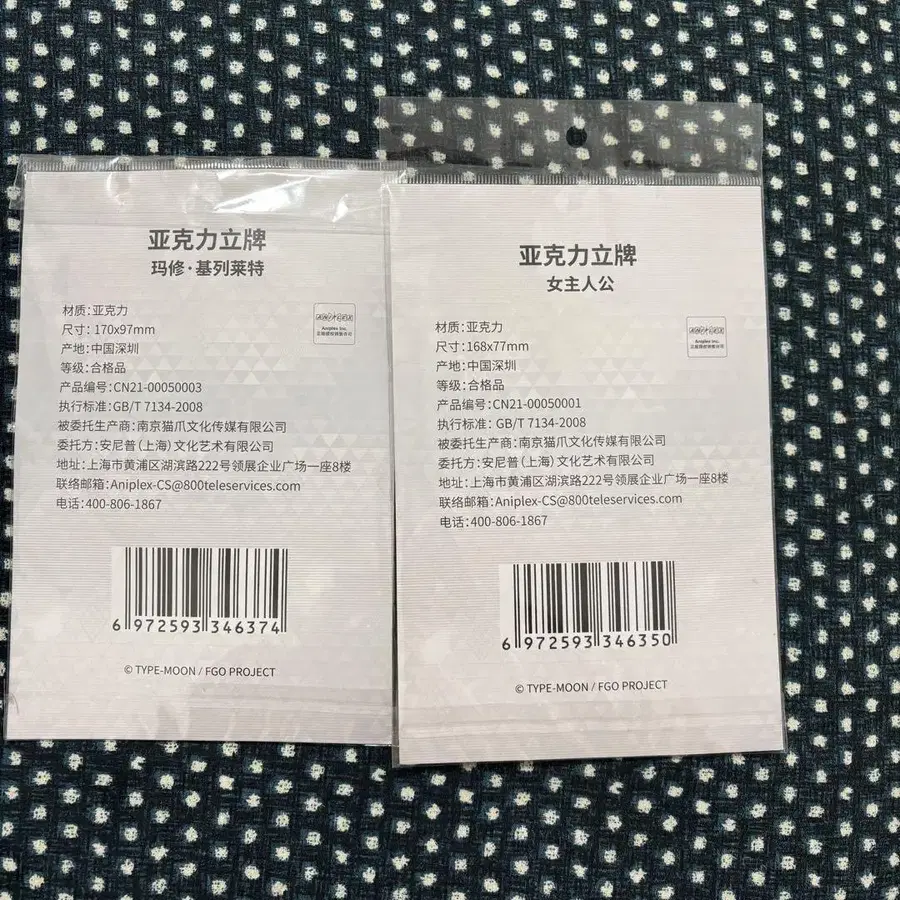 亚克力立牌
玛修·基列莱特
材质:亚克力
尺寸:170x97mm
产地:中国深圳
等级:合格品
产品编号:CN21-00050003
执行标准:GB/T 7134-2008
被委托生产商:南京猫爪文化传媒有限公司
委托方:安尼普(上海)文化艺术有限公司
地址:上海市黄浦区湖滨路222号领展企业广场一座8楼
联络邮箱:Aniplex-CS@800teleservices.com
电话:400-806-1867
Aniplex Inc.
6 972593 346374
© TYPE-MOON / FGO PROJECT
亚克力立牌
女主人公
材质:亚克力
尺寸:168x77mm
产地:中国深圳
等级:合格品
产品编号:CN21-00050001
执行标准: GB/T 7134-2008
被委托生产商:南京猫爪文化传媒有限公司
委托方:安尼普(上海)文化艺术有限公司
地址:上海市黄浦区湖滨路222号领展企业广场一座8楼
联络邮箱:Aniplex-CS@800teleservices.com
电话:400-806-1867
Aniplex Inc.
6 972593 346350
© TYPE-MOON / FGO PROJECT